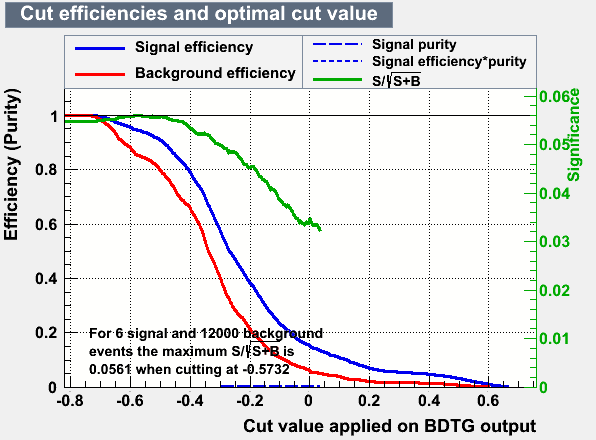 Cut efficiencies and optimal cut value
Signal efficiency
Background efficiency
Signal purity
Signal efficiency*purity
S/√S+B
Efficiency (Purity)
1
0.8
0.6
0.4
0.2
0
0.06
0.05
0.04
0.03
0.02
0.01
0
Significance
For 6 signal and 12000 background
events the maximum S/√S+B is
0.0561 when cutting at -0.5732
-0.8 -0.6 -0.4 -0.2 0 0.2 0.4 0.6
Cut value applied on BDTG output